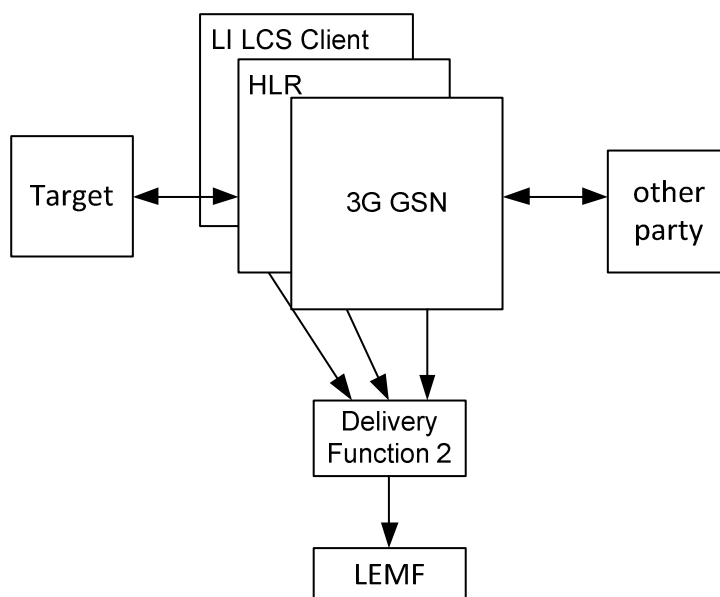 LI LCS Client
HLR
Target
3G GSN
other
party
Delivery
Function 2
LEMF